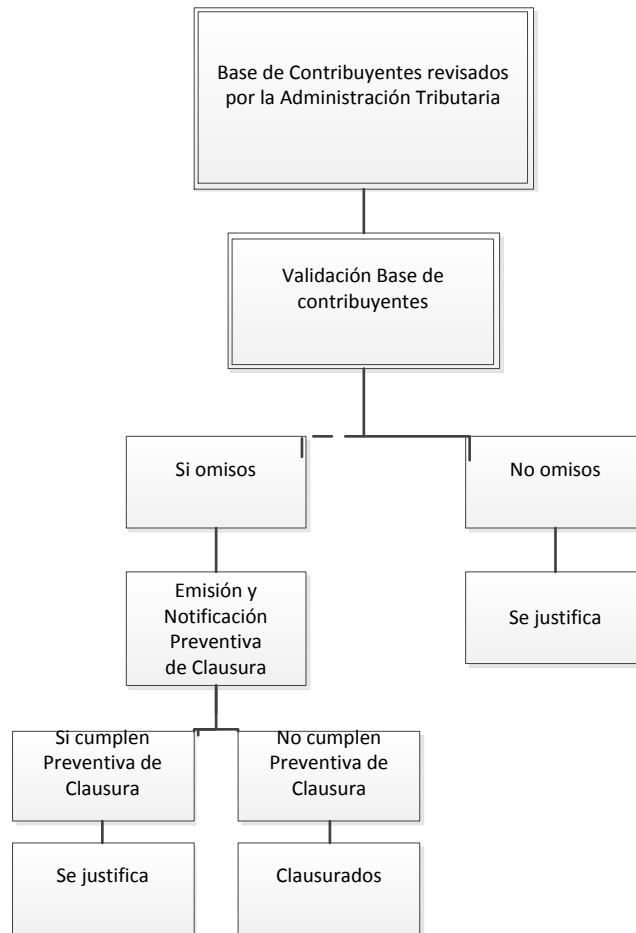 Base de Contribuyentes revisados
por la Administración Tributaria
Validación Base de
contribuyentes
Si omisos
No omisos
Emisión y
Notificación
Preventiva
de Clausura
Se justifica
Si cumplen
Preventiva de
Clausura
No cumplen
Preventiva de
Clausura
Se justifica
Clausurados